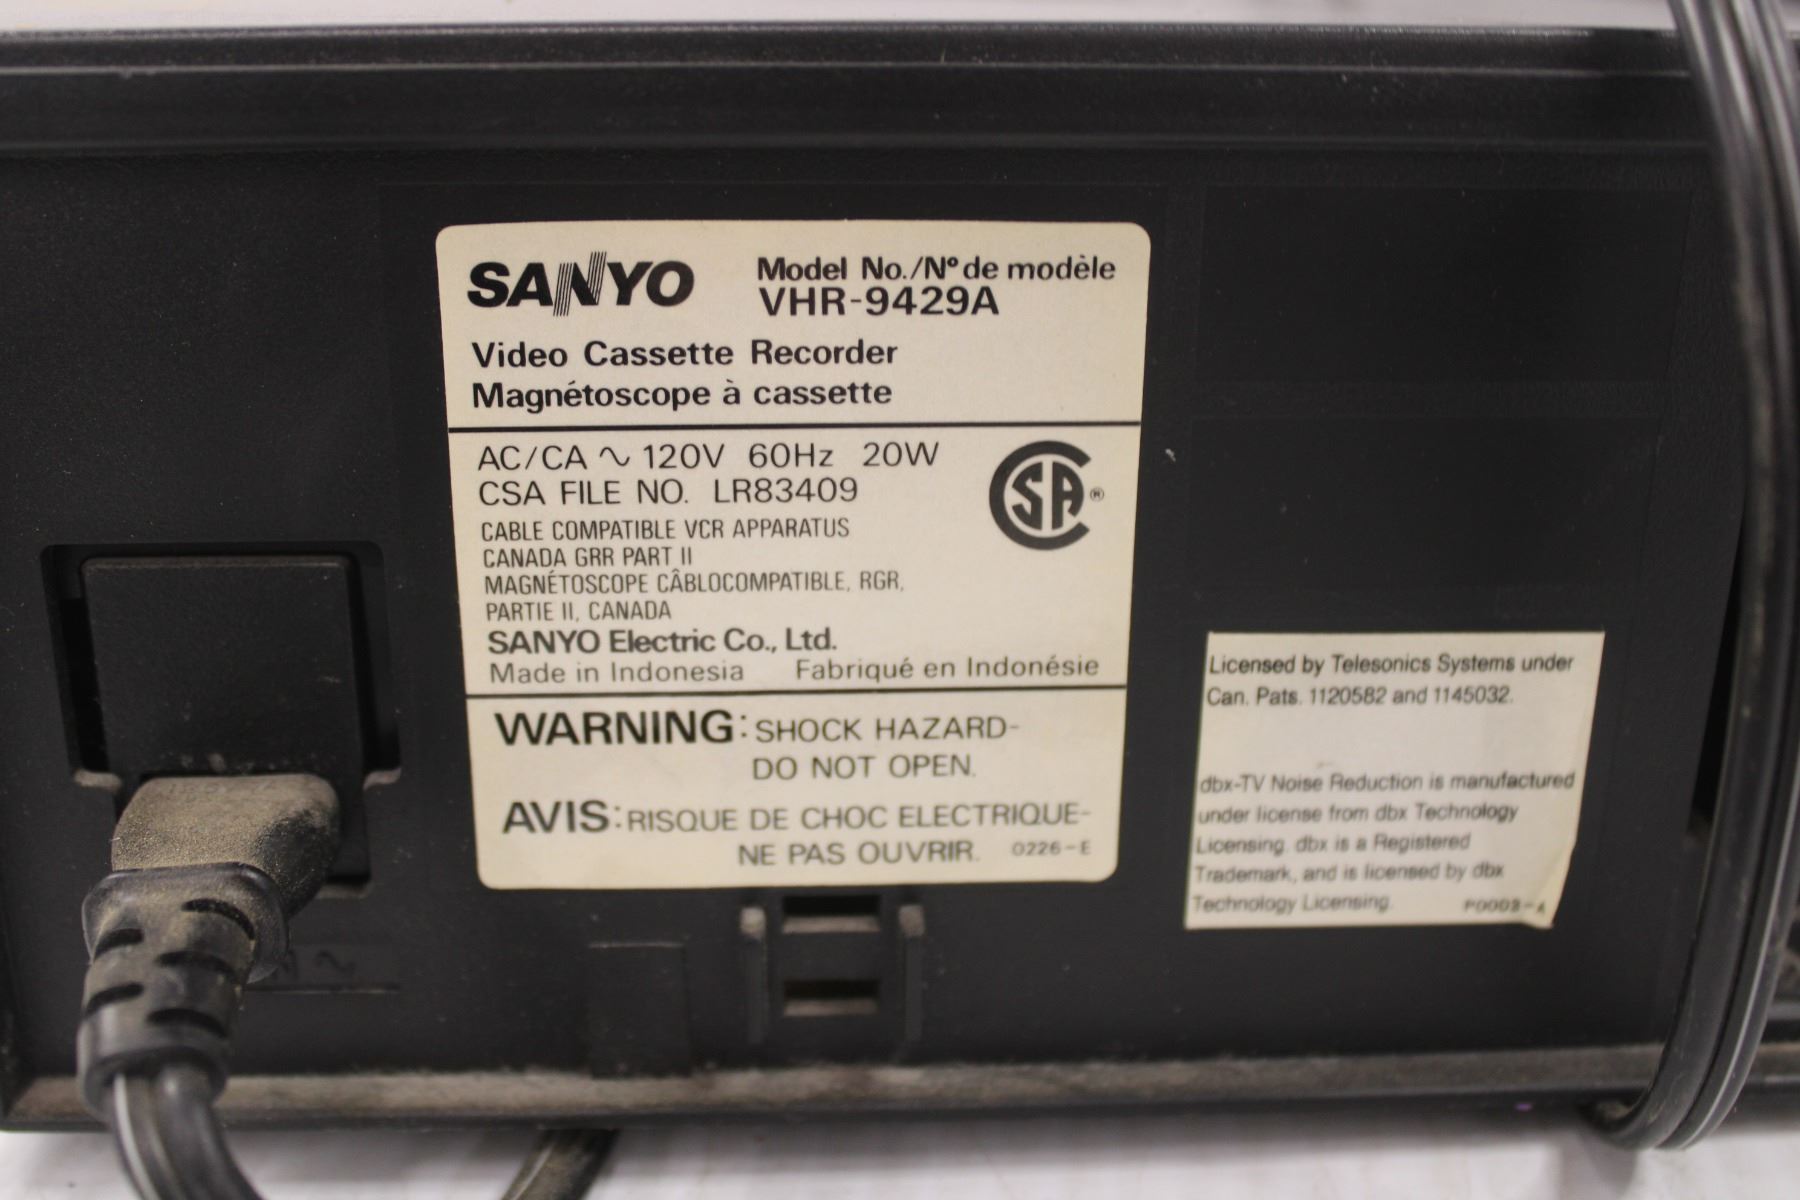 SANYO
Model No./Nº de modèle
VHR-9429A
Video Cassette Recorder
Magnétoscope à cassette
AC/CA ∿ 120V 60Hz 20W
CSA FILE NO. LR83409
CSA ®
CABLE COMPATIBLE VCR APPARATUS
CANADA GRR PART II
MAGNÉTOSCOPE CÂBLOCOMPATIBLE, RGR,
PARTIE II, CANADA
SANYO Electric Co., Ltd.
Made in Indonesia Fabriqué en Indonésie
WARNING: SHOCK HAZARD-
DO NOT OPEN.
AVIS: RISQUE DE CHOC ELECTRIQUE-
NE PAS OUVRIR. 0226-E
Licensed by Telesonics Systems under
Can. Pats. 1120582 and 1145032.
dbx-TV Noise Reduction is manufactured
under license from dbx Technology
Licensing. dbx is a Registered
Trademark, and is licensed by dbx
Technology Licensing.